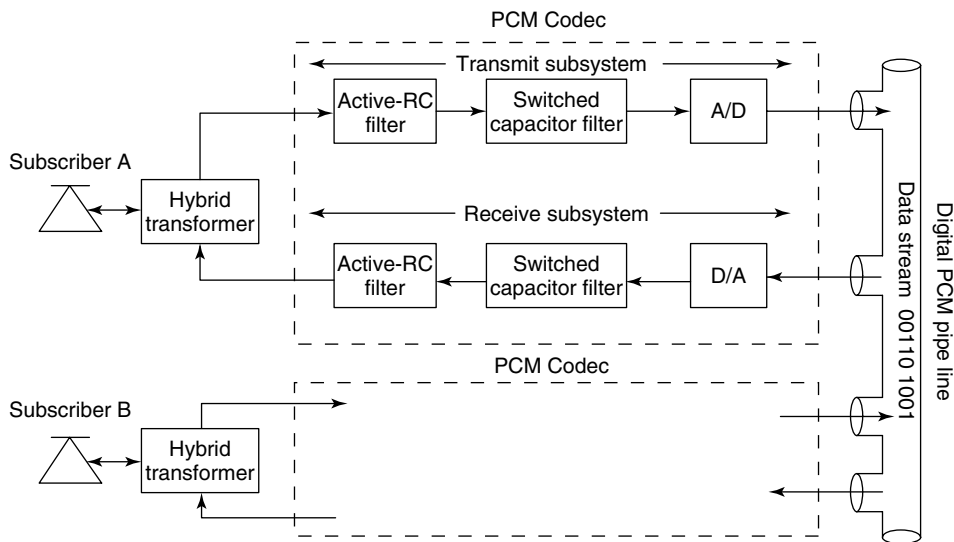 PCM Codec
Transmit subsystem
Active-RC
filter
Switched
capacitor filter
A/D
Subscriber A
Hybrid
transformer
Receive subsystem
Active-RC
filter
Switched
capacitor filter
D/A
PCM Codec
Subscriber B
Hybrid
transformer
Data stream 00110 1001
Digital PCM pipe line